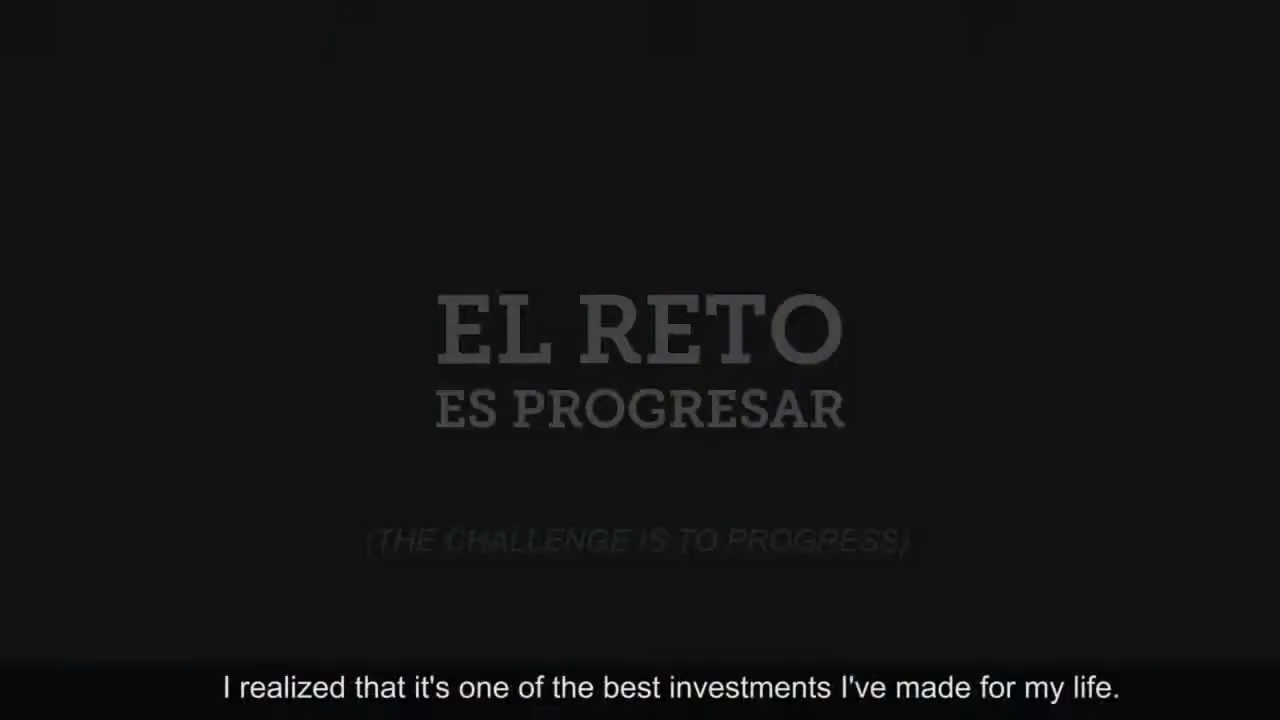 EL RETO
ES PROGRESAR
(THE CHALLENGE IS TO PROGRESS)
I realized that it's one of the best investments I've made for my life.